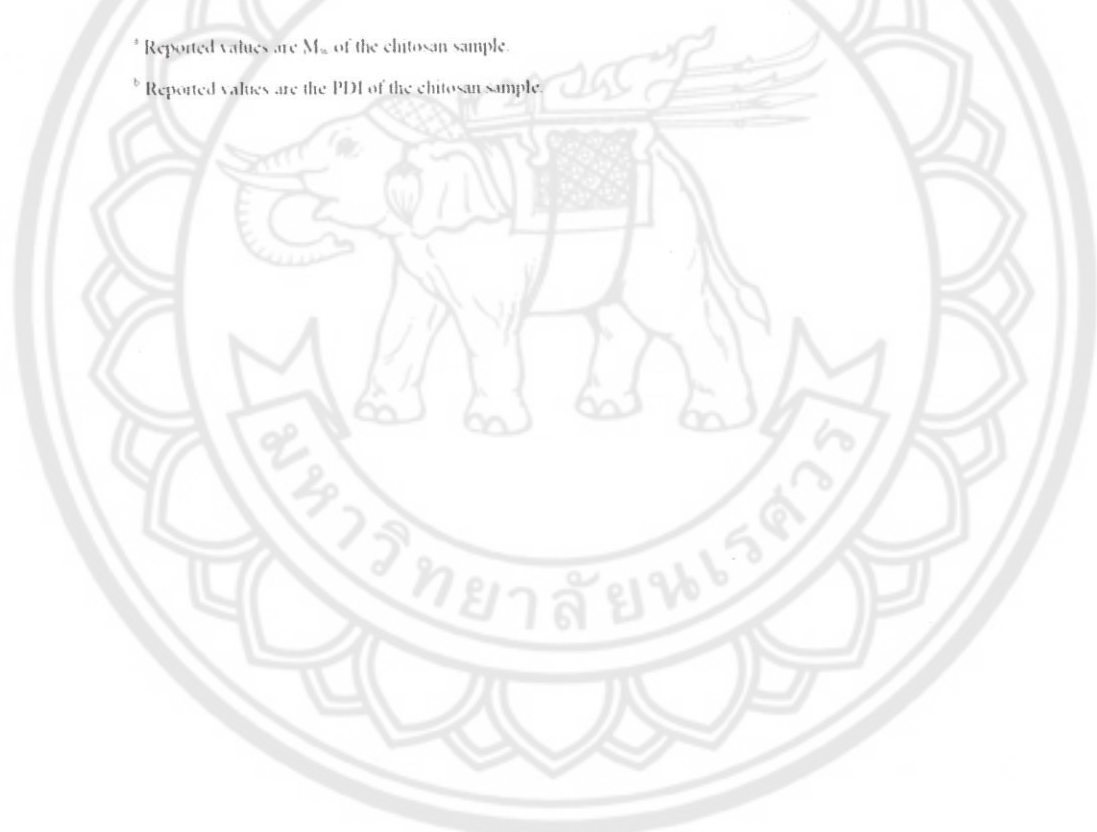 ᵃ Reported values are Mw of the chitosan sample.
ᵇ Reported values are the PDI of the chitosan sample.
มหาวิทยาลัยนเรศวร